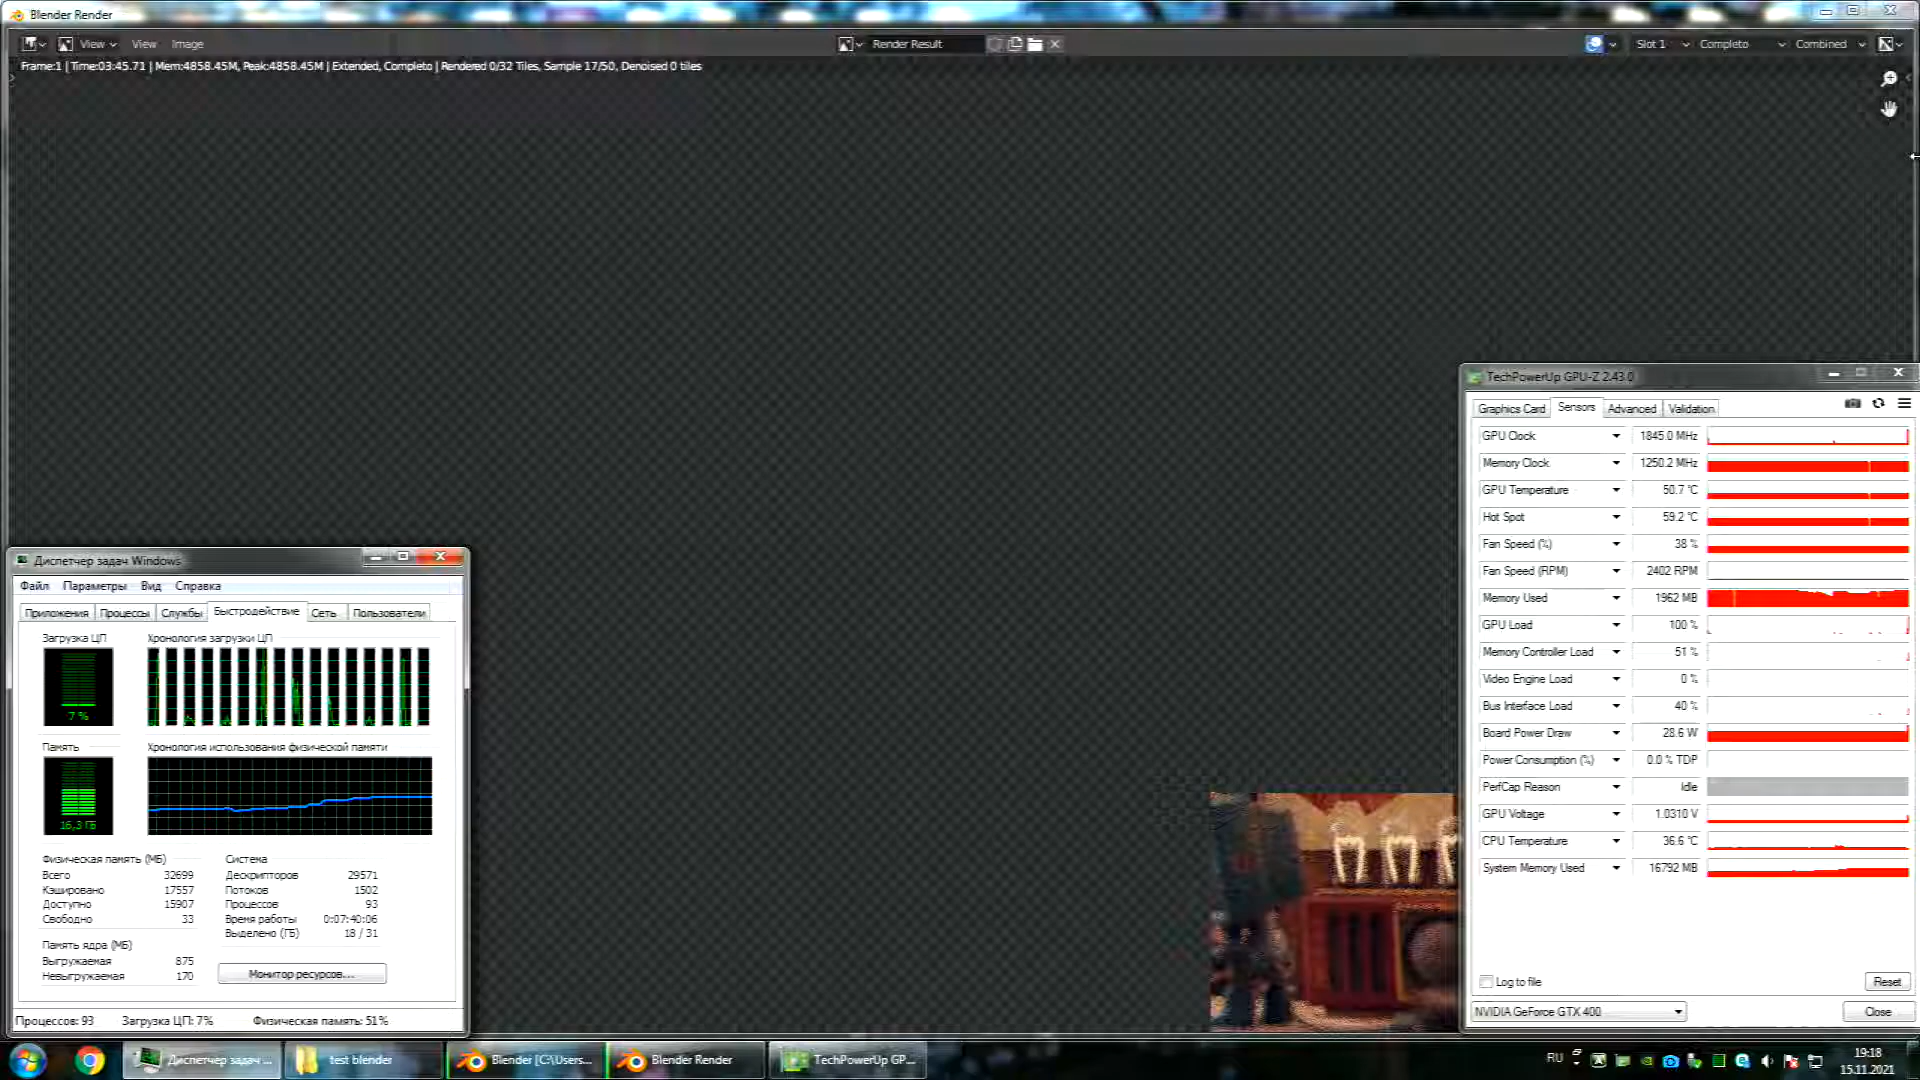 Blender Render
View View Image Render Result Slot 1 Completo Combined
Frame:1 | Time:03:45.71 | Mem:4858.45M, Peak:4858.45M | Extended, Completo | Rendered 0/32 Tiles, Sample 17/50, Denoised 0 tiles
TechPowerUp GPU-Z 2.43.0
Graphics Card Sensors Advanced Validation
GPU Clock 1845.0 MHz
Memory Clock 1250.2 MHz
GPU Temperature 50.7 °C
Hot Spot 59.2 °C
Fan Speed (%) 38 %
Fan Speed (RPM) 2402 RPM
Memory Used 1962 MB
GPU Load 100 %
Memory Controller Load 51 %
Video Engine Load 0 %
Bus Interface Load 40 %
Board Power Draw 28.6 W
Power Consumption (%) 0.0 % TDP
PerfCap Reason Idle
GPU Voltage 1.0310 V
CPU Temperature 36.6 °C
System Memory Used 16792 MB
Log to file Reset
NVIDIA GeForce GTX 400 Close
Диспетчер задач Windows
Файл Параметры Вид Справка
Приложения Процессы Службы Быстродействие Сеть Пользователи
Загрузка ЦП Хронология загрузки ЦП
7 %
Память Хронология использования физической памяти
16,3 ГБ
Физическая память (МБ)
Всего 32699
Кэшировано 17557
Доступно 15907
Свободно 33
Память ядра (МБ)
Выгружаемая 875
Невыгружаемая 170
Система
Дескрипторов 29571
Потоков 1502
Процессов 93
Время работы 0:07:40:06
Выделено (ГБ) 18 / 31
Монитор ресурсов...
Процессов: 93 Загрузка ЦП: 7% Физическая память: 51%
Диспетчер задач ... test blender Blender [C:\Users... Blender Render TechPowerUp GP... RU 19:18
15.11.2021